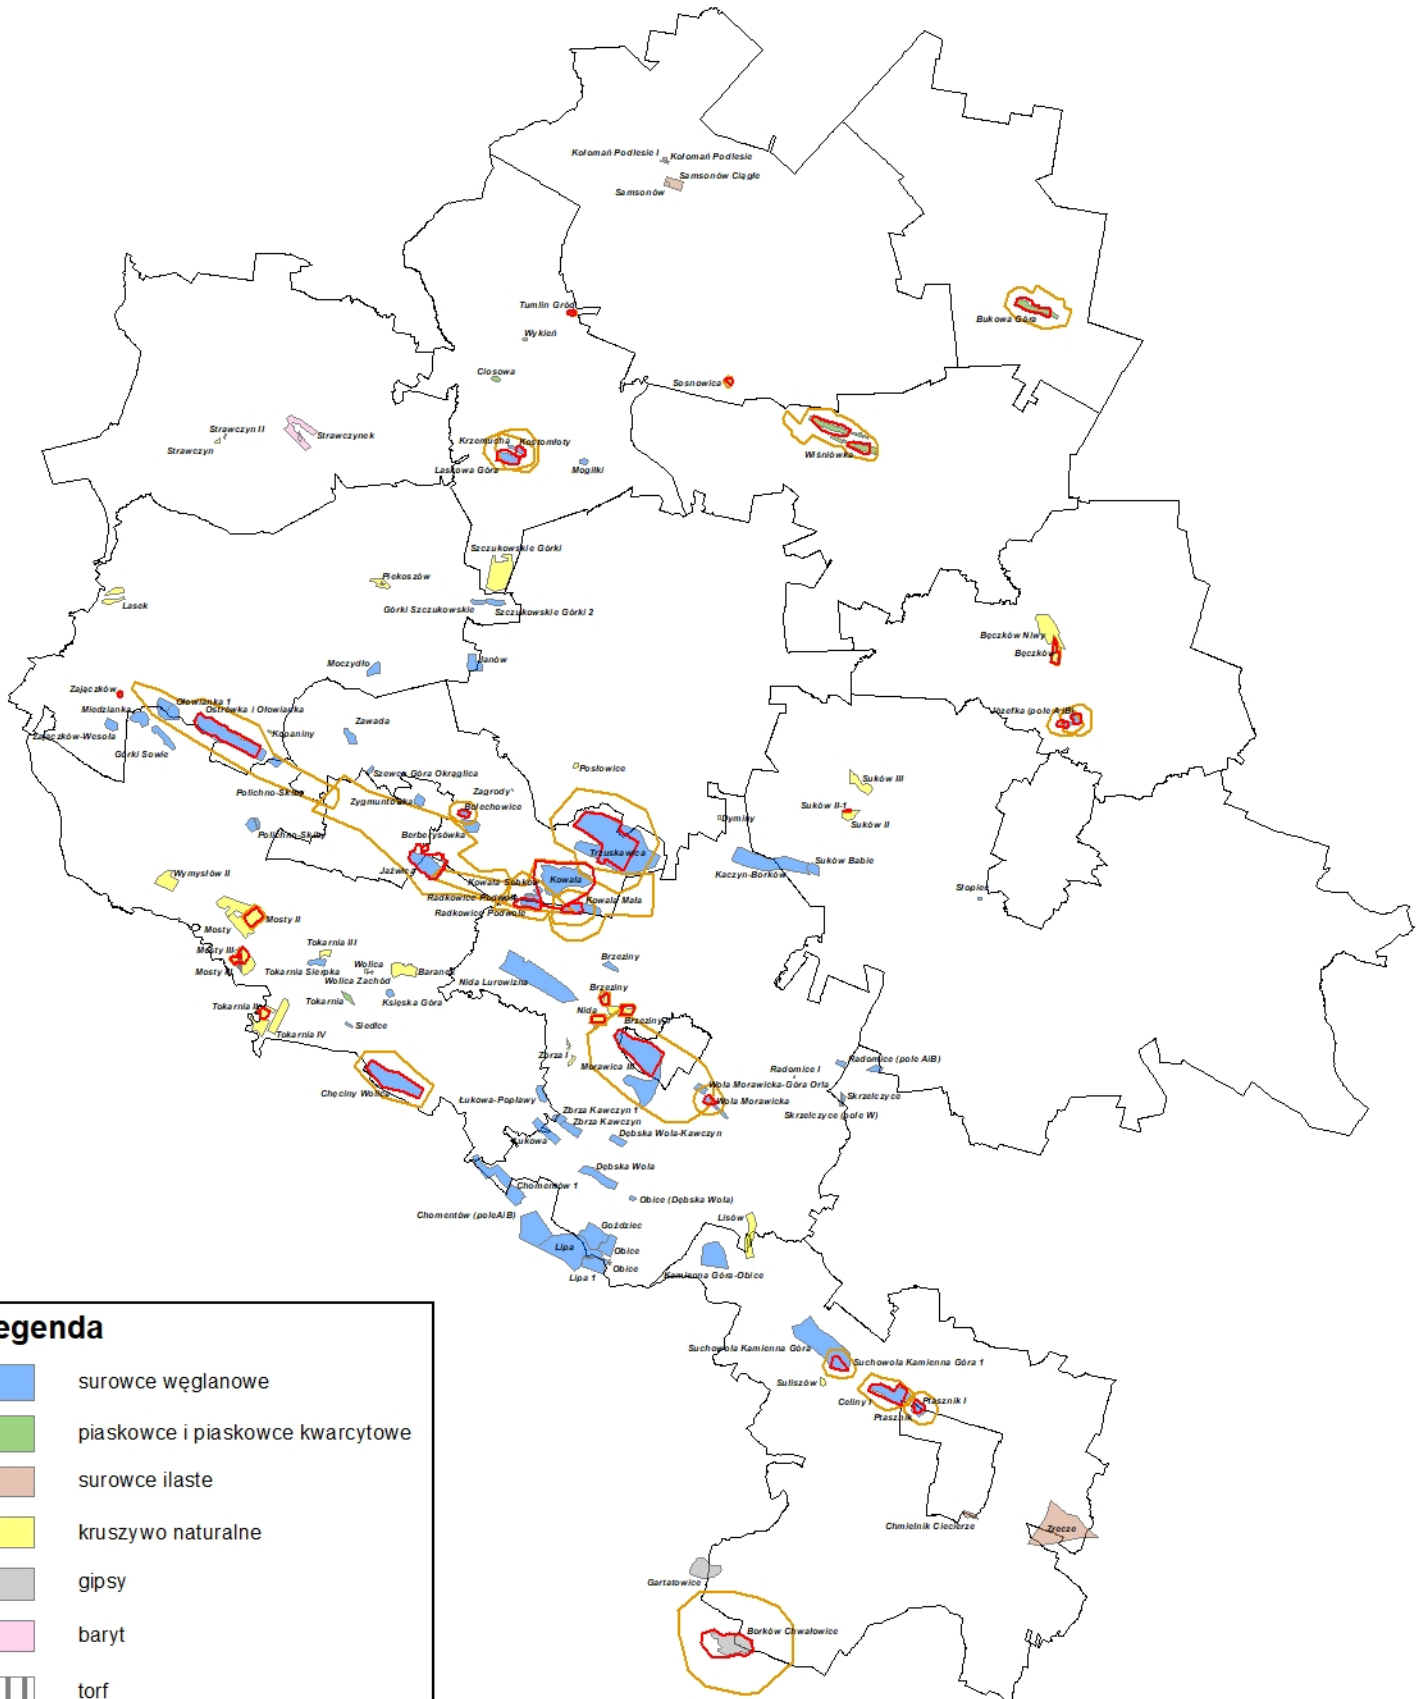 Kołomań Podlesie I
Kołomań Podlesie
Samsonów Ciągłe
Samsonów
Tumlin Gród
Bukowa Góra
Wykień
Ciosowa
Sosnowica
Strawczyn II
Strawczynek
Strawczyn
Krzemucha
Kostomłoty
Laskowa Góra
Mogiłki
Wiśniówka
Szczukowskie Górki
Piekoszów
Lasek
Górki Szczukowskie
Szczukowskie Górki 2
Bęczków Niwy
Bęczków
Moczydło
Janów
Zajączków
Ołowianka 1
Miedzianka
Ostrówka i Ołowianka
Józefka (pole A i B)
Zawada
Kopaniny
Zajączków-Wesoła
Górki Sowie
Szewce Góra Okrąglica
Posłowice
Suków III
Polichno-Skiby
Zygmuntówka
Zagrody
Bolechowice
Suków II-1
Suków II
Dyminy
Polichno-Skiby
Berberysówka
Trzuskawica
Suków Babie
Kaczyn-Borków
Jaźwica
Wymysłów II
Kowala Sobków
Kowala
Słopiec
Radkowice Podwole
Kowala Mała
Radkowice Podwole
Mosty II
Mosty
Mosty III
Tokarnia III
Brzeziny
Wolica
Mosty III
Tokarnia Sierpka
Baranek
Wolica Zachód
Nida Lurowizna
Brzeziny
Tokarnia
Księska Góra
Tokarnia II
Nida
Brzeziny II
Siedlce
Tokarnia IV
Zbrza I
Radomice (pole AiB)
Morawica III
Radomice I
Chęciny Wolica
Wola Morawicka-Góra Orla
Łukowa-Popławy
Wola Morawicka
Skrzelczyce
Zbrza Kawczyn 1
Skrzelczyce (pole W)
Zbrza Kawczyn
Dębska Wola-Kawczyn
Łukowa
Dębska Wola
Chomentów 1
Obice (Dębska Wola)
Chomentów (poleAiB)
Lisów
Goździec
Lipa
Obice
Obice
Lipa 1
Kamienna Góra-Obice
Suchowola Kamienna Góra
Suchowola Kamienna Góra 1
Suliszów
Celiny I
Ptasznik I
Ptasznik
Chmielnik Ciecierze
Zrecze
Gartatowice
Borków Chwałowice
egenda
surowce węglanowe
piaskowce i piaskowce kwarcytowe
surowce ilaste
kruszywo naturalne
gipsy
baryt
torf